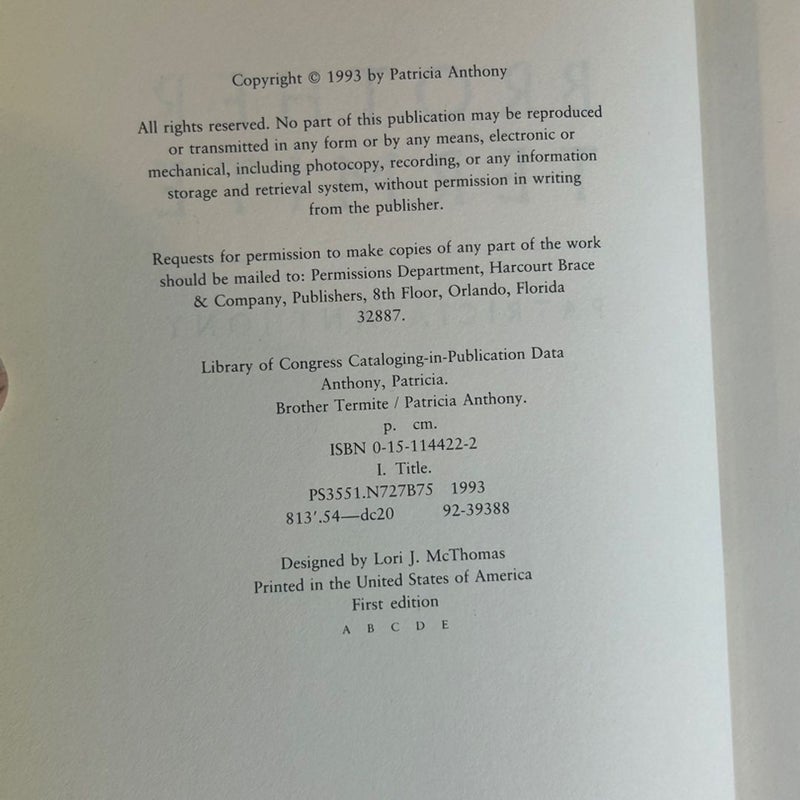 Copyright © 1993 by Patricia Anthony
All rights reserved. No part of this publication may be reproduced
or transmitted in any form or by any means, electronic or
mechanical, including photocopy, recording, or any information
storage and retrieval system, without permission in writing
from the publisher.
Requests for permission to make copies of any part of the work
should be mailed to: Permissions Department, Harcourt Brace
& Company, Publishers, 8th Floor, Orlando, Florida
32887.
Library of Congress Cataloging-in-Publication Data
Anthony, Patricia.
Brother Termite / Patricia Anthony.
p. cm.
ISBN 0-15-114422-2
I. Title.
PS3551.N727B75 1993
813'.54—dc20 92-39388
Designed by Lori J. McThomas
Printed in the United States of America
First edition
A B C D E